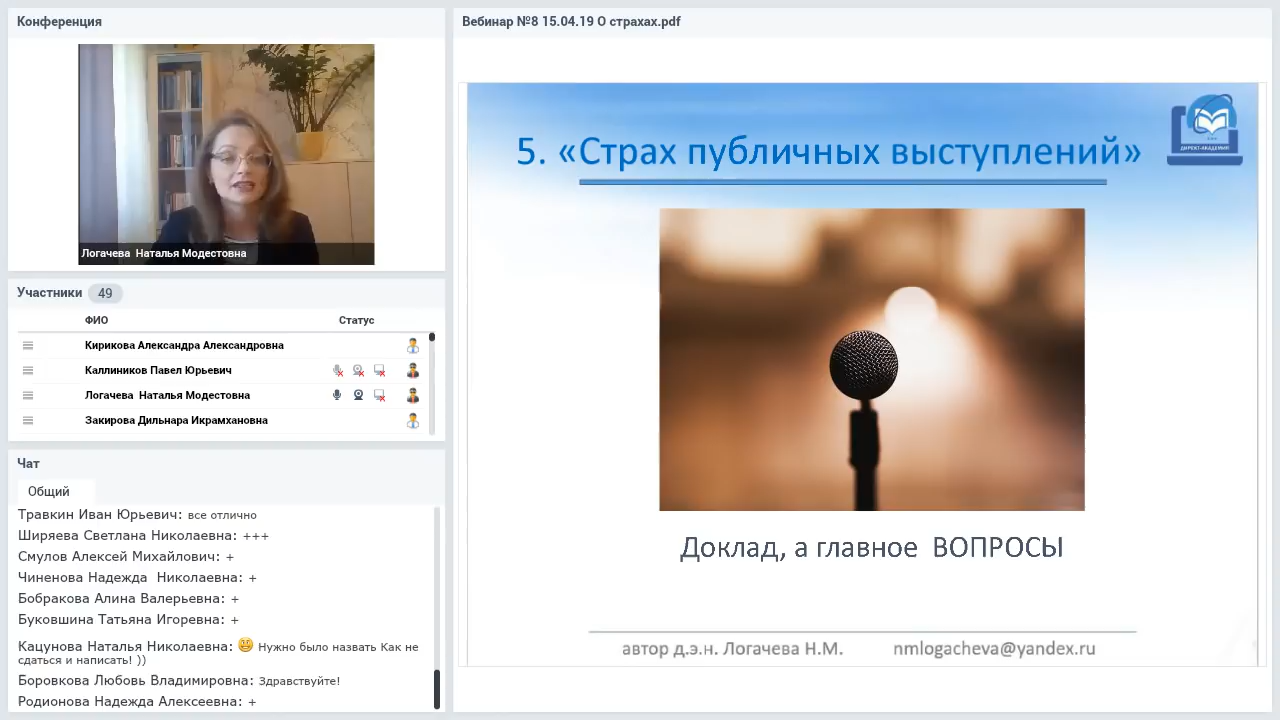 Конференция
Логачева  Наталья Модестовна
Участники 49
ФИО Статус
Кирикова Александра Александровна
Каллиников Павел Юрьевич
Логачева  Наталья Модестовна
Закирова Дильнара Икрамхановна
Чат
Общий
Травкин Иван Юрьевич: все отлично
Ширяева Светлана Николаевна: +++
Смулов Алексей Михайлович: +
Чиненова Надежда  Николаевна: +
Бобракова Алина Валерьевна: +
Буковшина Татьяна Игоревна: +
Кацунова Наталья Николаевна: Нужно было назвать Как не
сдаться и написать! ))
Боровкова Любовь Владимировна: Здравствуйте!
Родионова Надежда Алексеевна: +
Вебинар №8 15.04.19 О страхах.pdf
5. «Страх публичных выступлений»
ДИРЕКТ-АКАДЕМИЯ
Доклад, а главное  ВОПРОСЫ
автор д.э.н. Логачева Н.М. nmlogacheva@yandex.ru